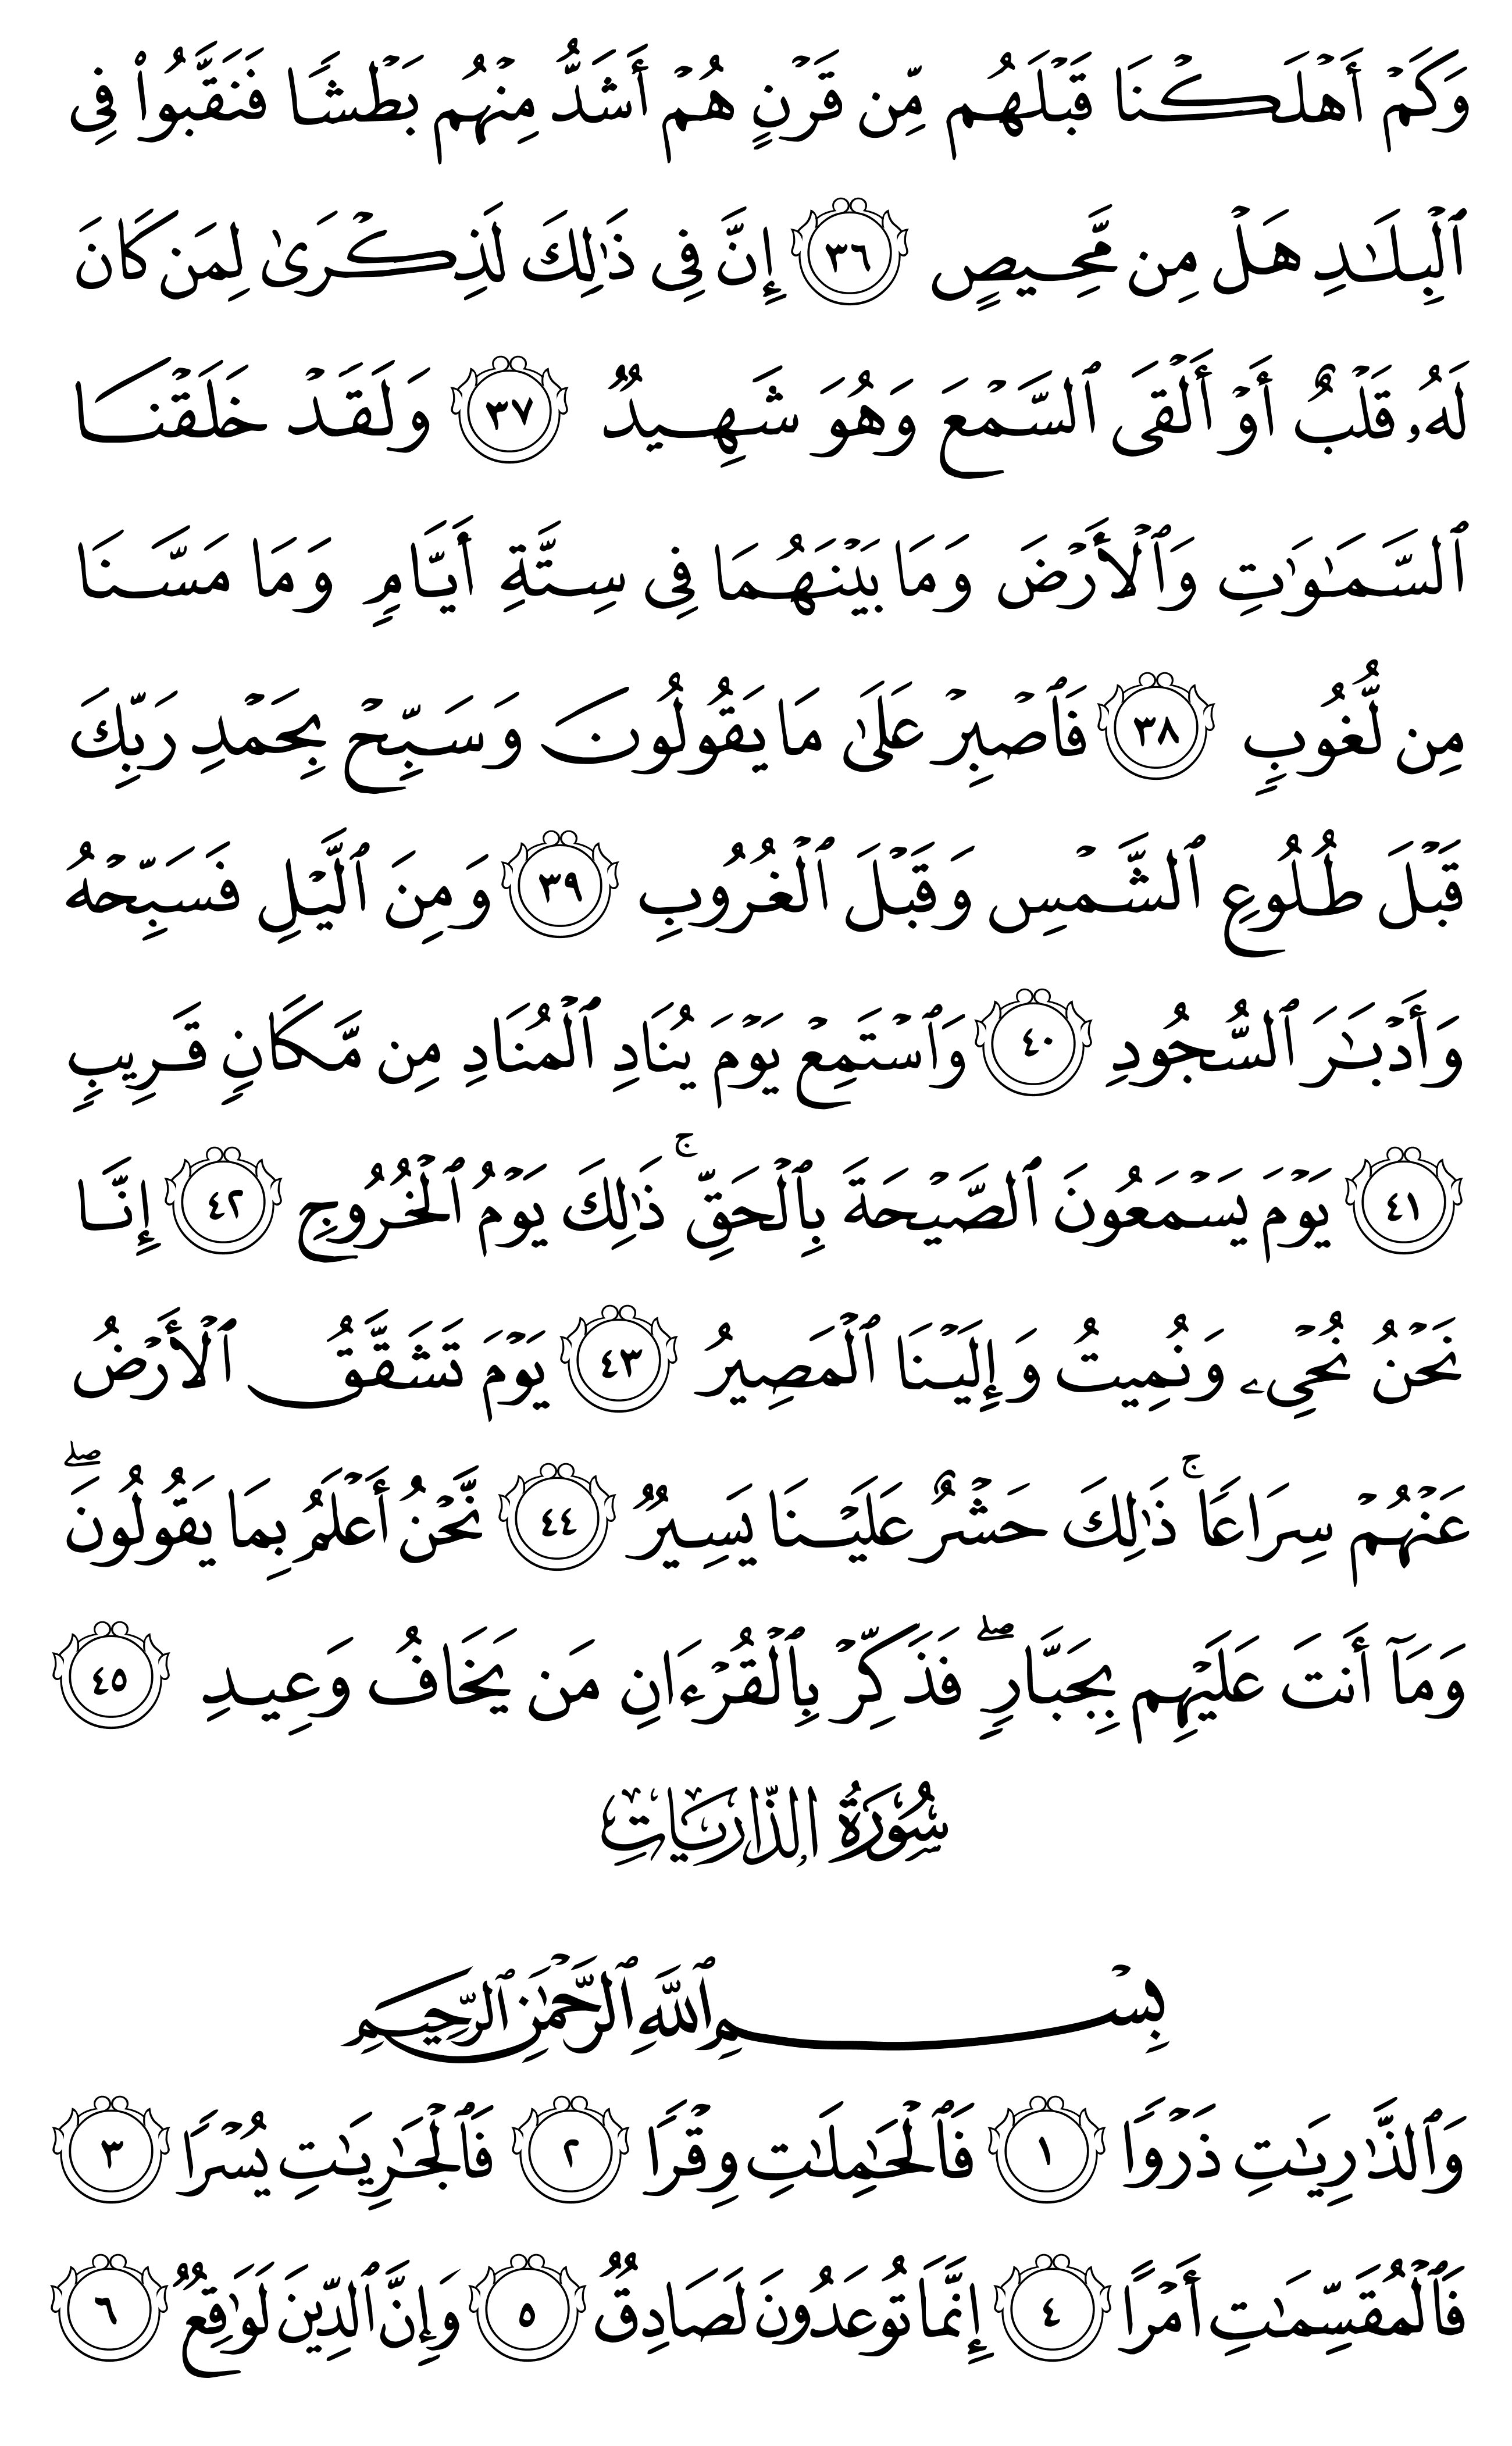 وَكَمْ أَهْلَكْنَا قَبْلَهُم مِّن قَرْنٍ هُمْ أَشَدُّ مِنْهُم بَطْشًا فَنَقَّبُوا۟ فِى
ٱلْبِلَـٰدِ هَلْ مِن مَّحِيصٍ ٣٦ إِنَّ فِى ذَٰلِكَ لَذِكْرَىٰ لِمَن كَانَ
لَهُۥ قَلْبٌ أَوْ أَلْقَى ٱلسَّمْعَ وَهُوَ شَهِيدٌ ٣٧ وَلَقَدْ خَلَقْنَا
ٱلسَّمَـٰوَٰتِ وَٱلْأَرْضَ وَمَا بَيْنَهُمَا فِى سِتَّةِ أَيَّامٍ وَمَا مَسَّنَا
مِن لُّغُوبٍ ٣٨ فَٱصْبِرْ عَلَىٰ مَا يَقُولُونَ وَسَبِّحْ بِحَمْدِ رَبِّكَ
قَبْلَ طُلُوعِ ٱلشَّمْسِ وَقَبْلَ ٱلْغُرُوبِ ٣٩ وَمِنَ ٱلَّيْلِ فَسَبِّحْهُ
وَأَدْبَـٰرَ ٱلسُّجُودِ ٤٠ وَٱسْتَمِعْ يَوْمَ يُنَادِ ٱلْمُنَادِ مِن مَّكَانٍ قَرِيبٍ
٤١ يَوْمَ يَسْمَعُونَ ٱلصَّيْحَةَ بِٱلْحَقِّ ۚ ذَٰلِكَ يَوْمُ ٱلْخُرُوجِ ٤٢ إِنَّا
نَحْنُ نُحْىِۦ وَنُمِيتُ وَإِلَيْنَا ٱلْمَصِيرُ ٤٣ يَوْمَ تَشَقَّقُ ٱلْأَرْضُ
عَنْهُمْ سِرَاعًا ۚ ذَٰلِكَ حَشْرٌ عَلَيْنَا يَسِيرٌ ٤٤ نَّحْنُ أَعْلَمُ بِمَا يَقُولُونَ ۖ
وَمَآ أَنتَ عَلَيْهِم بِجَبَّارٍ ۖ فَذَكِّرْ بِٱلْقُرْءَانِ مَن يَخَافُ وَعِيدِ ٤٥
سُورَةُ الذَّارِيَاتِ
بِسْمِ ٱللَّهِ ٱلرَّحْمَـٰنِ ٱلرَّحِيمِ
وَٱلذَّٰرِيَـٰتِ ذَرْوًا ١ فَٱلْحَـٰمِلَـٰتِ وِقْرًا ٢ فَٱلْجَـٰرِيَـٰتِ يُسْرًا ٣
فَٱلْمُقَسِّمَـٰتِ أَمْرًا ٤ إِنَّمَا تُوعَدُونَ لَصَادِقٌ ٥ وَإِنَّ ٱلدِّينَ لَوَٰقِعٌ ٦